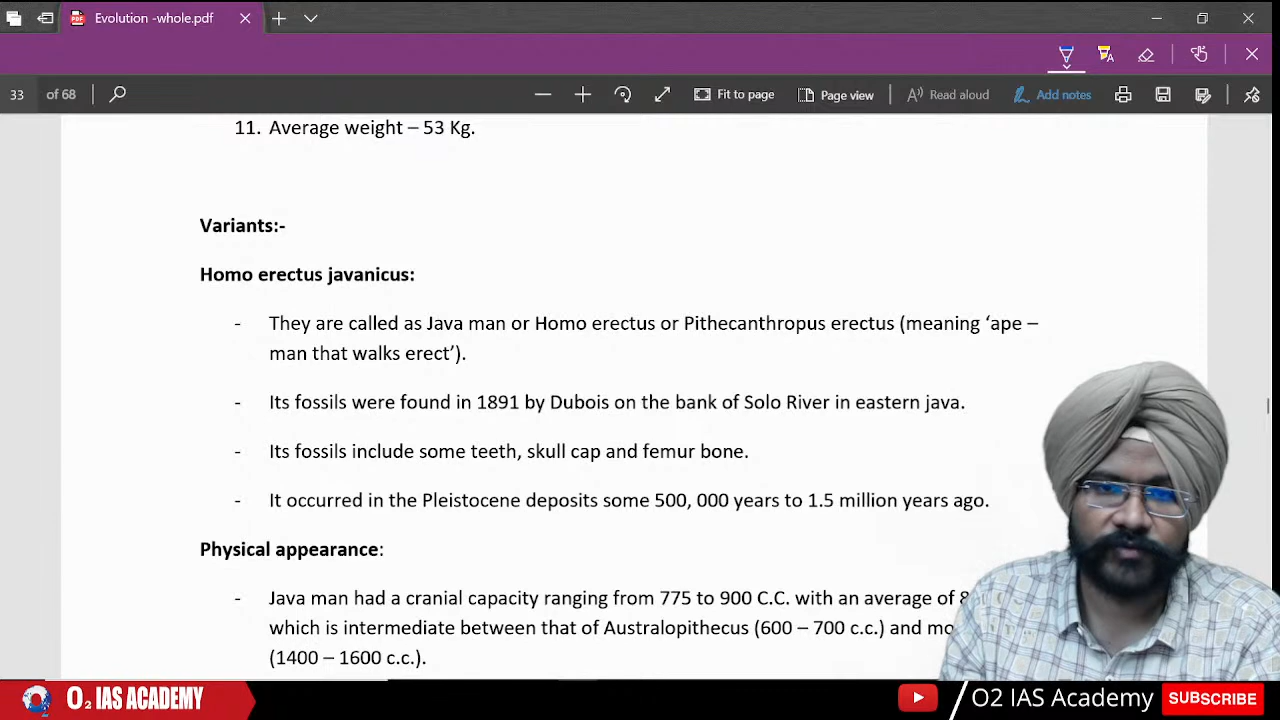 Evolution -whole.pdf
33 of 68
Fit to page
Page view
Read aloud
Add notes
11. Average weight – 53 Kg.
Variants:-
Homo erectus javanicus:
- They are called as Java man or Homo erectus or Pithecanthropus erectus (meaning ‘ape –
man that walks erect’).
- Its fossils were found in 1891 by Dubois on the bank of Solo River in eastern java.
- Its fossils include some teeth, skull cap and femur bone.
- It occurred in the Pleistocene deposits some 500, 000 years to 1.5 million years ago.
Physical appearance:
- Java man had a cranial capacity ranging from 775 to 900 C.C. with an average of
which is intermediate between that of Australopithecus (600 – 700 c.c.) and
(1400 – 1600 c.c.).
O2 IAS ACADEMY
O2 IAS Academy
SUBSCRIBE